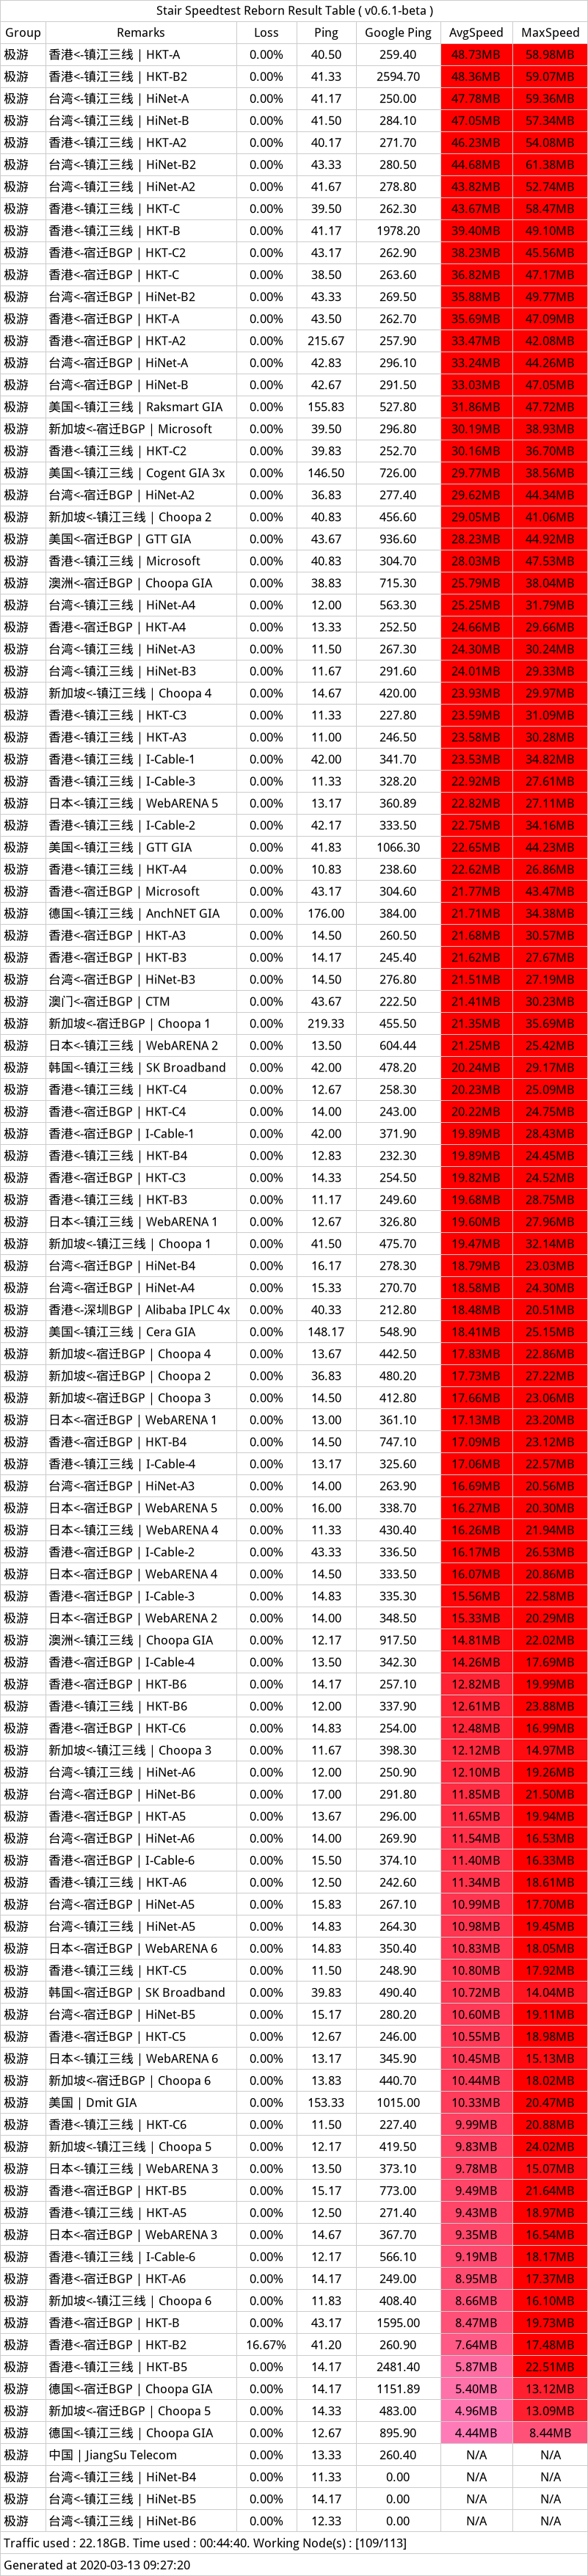 Stair Speedtest Reborn Result Table ( v0.6.1-beta )
Group Remarks Loss Ping Google Ping AvgSpeed MaxSpeed
极游 香港<-镇江三线 | HKT-A 0.00% 40.50 259.40 48.73MB 58.98MB
极游 香港<-镇江三线 | HKT-B2 0.00% 41.33 2594.70 48.36MB 59.07MB
极游 台湾<-镇江三线 | HiNet-A 0.00% 41.17 250.00 47.78MB 59.36MB
极游 台湾<-镇江三线 | HiNet-B 0.00% 41.50 284.10 47.05MB 57.34MB
极游 香港<-镇江三线 | HKT-A2 0.00% 40.17 271.70 46.23MB 54.08MB
极游 台湾<-镇江三线 | HiNet-B2 0.00% 43.33 280.50 44.68MB 61.38MB
极游 台湾<-镇江三线 | HiNet-A2 0.00% 41.67 278.80 43.82MB 52.74MB
极游 香港<-镇江三线 | HKT-C 0.00% 39.50 262.30 43.67MB 58.47MB
极游 香港<-镇江三线 | HKT-B 0.00% 41.17 1978.20 39.40MB 49.10MB
极游 香港<-宿迁BGP | HKT-C2 0.00% 43.17 262.90 38.23MB 45.56MB
极游 香港<-宿迁BGP | HKT-C 0.00% 38.50 263.60 36.82MB 47.17MB
极游 台湾<-宿迁BGP | HiNet-B2 0.00% 43.33 269.50 35.88MB 49.77MB
极游 香港<-宿迁BGP | HKT-A 0.00% 43.50 262.70 35.69MB 47.09MB
极游 香港<-宿迁BGP | HKT-A2 0.00% 215.67 257.90 33.47MB 42.08MB
极游 台湾<-宿迁BGP | HiNet-A 0.00% 42.83 296.10 33.24MB 44.26MB
极游 台湾<-宿迁BGP | HiNet-B 0.00% 42.67 291.50 33.03MB 47.05MB
极游 美国<-镇江三线 | Raksmart GIA 0.00% 155.83 527.80 31.86MB 47.72MB
极游 新加坡<-宿迁BGP | Microsoft 0.00% 39.50 296.80 30.19MB 38.93MB
极游 香港<-镇江三线 | HKT-C2 0.00% 39.83 252.70 30.16MB 36.70MB
极游 美国<-镇江三线 | Cogent GIA 3x 0.00% 146.50 726.00 29.77MB 38.56MB
极游 台湾<-宿迁BGP | HiNet-A2 0.00% 36.83 277.40 29.62MB 44.34MB
极游 新加坡<-镇江三线 | Choopa 2 0.00% 40.83 456.60 29.05MB 41.06MB
极游 美国<-宿迁BGP | GTT GIA 0.00% 43.67 936.60 28.23MB 44.92MB
极游 香港<-镇江三线 | Microsoft 0.00% 40.83 304.70 28.03MB 47.53MB
极游 澳洲<-宿迁BGP | Choopa GIA 0.00% 38.83 715.30 25.79MB 38.04MB
极游 台湾<-镇江三线 | HiNet-A4 0.00% 12.00 563.30 25.25MB 31.79MB
极游 香港<-宿迁BGP | HKT-A4 0.00% 13.33 252.50 24.66MB 29.66MB
极游 台湾<-镇江三线 | HiNet-A3 0.00% 11.50 267.30 24.30MB 30.24MB
极游 台湾<-镇江三线 | HiNet-B3 0.00% 11.67 291.60 24.01MB 29.33MB
极游 新加坡<-镇江三线 | Choopa 4 0.00% 14.67 420.00 23.93MB 29.97MB
极游 香港<-镇江三线 | HKT-C3 0.00% 11.33 227.80 23.59MB 31.09MB
极游 香港<-镇江三线 | HKT-A3 0.00% 11.00 246.50 23.58MB 30.28MB
极游 香港<-镇江三线 | I-Cable-1 0.00% 42.00 341.70 23.53MB 34.82MB
极游 香港<-镇江三线 | I-Cable-3 0.00% 11.33 328.20 22.92MB 27.61MB
极游 日本<-镇江三线 | WebARENA 5 0.00% 13.17 360.89 22.82MB 27.11MB
极游 香港<-镇江三线 | I-Cable-2 0.00% 42.17 333.50 22.75MB 34.16MB
极游 美国<-镇江三线 | GTT GIA 0.00% 41.83 1066.30 22.65MB 44.23MB
极游 香港<-镇江三线 | HKT-A4 0.00% 10.83 238.60 22.62MB 26.86MB
极游 香港<-宿迁BGP | Microsoft 0.00% 43.17 304.60 21.77MB 43.47MB
极游 德国<-镇江三线 | AnchNET GIA 0.00% 176.00 384.00 21.71MB 34.38MB
极游 香港<-宿迁BGP | HKT-A3 0.00% 14.50 260.50 21.68MB 30.57MB
极游 香港<-宿迁BGP | HKT-B3 0.00% 14.17 245.40 21.62MB 27.67MB
极游 台湾<-宿迁BGP | HiNet-B3 0.00% 14.50 276.80 21.51MB 27.19MB
极游 澳门<-宿迁BGP | CTM 0.00% 43.67 222.50 21.41MB 30.23MB
极游 新加坡<-宿迁BGP | Choopa 1 0.00% 219.33 455.50 21.35MB 35.69MB
极游 日本<-镇江三线 | WebARENA 2 0.00% 13.50 604.44 21.25MB 25.42MB
极游 韩国<-镇江三线 | SK Broadband 0.00% 42.00 478.20 20.24MB 29.17MB
极游 香港<-镇江三线 | HKT-C4 0.00% 12.67 258.30 20.23MB 25.09MB
极游 香港<-宿迁BGP | HKT-C4 0.00% 14.00 243.00 20.22MB 24.75MB
极游 香港<-宿迁BGP | I-Cable-1 0.00% 42.00 371.90 19.89MB 28.43MB
极游 香港<-镇江三线 | HKT-B4 0.00% 12.83 232.30 19.89MB 24.45MB
极游 香港<-宿迁BGP | HKT-C3 0.00% 14.33 254.50 19.82MB 24.52MB
极游 香港<-镇江三线 | HKT-B3 0.00% 11.17 249.60 19.68MB 28.75MB
极游 日本<-镇江三线 | WebARENA 1 0.00% 12.67 326.80 19.60MB 27.96MB
极游 新加坡<-镇江三线 | Choopa 1 0.00% 41.50 475.70 19.47MB 32.14MB
极游 台湾<-宿迁BGP | HiNet-B4 0.00% 16.17 278.30 18.79MB 23.03MB
极游 台湾<-宿迁BGP | HiNet-A4 0.00% 15.33 270.70 18.58MB 24.30MB
极游 香港<-深圳BGP | Alibaba IPLC 4x 0.00% 40.33 212.80 18.48MB 20.51MB
极游 美国<-镇江三线 | Cera GIA 0.00% 148.17 548.90 18.41MB 25.15MB
极游 新加坡<-宿迁BGP | Choopa 4 0.00% 13.67 442.50 17.83MB 22.86MB
极游 新加坡<-宿迁BGP | Choopa 2 0.00% 36.83 480.20 17.73MB 27.22MB
极游 新加坡<-宿迁BGP | Choopa 3 0.00% 14.50 412.80 17.66MB 23.06MB
极游 日本<-宿迁BGP | WebARENA 1 0.00% 13.00 361.10 17.13MB 23.20MB
极游 香港<-宿迁BGP | HKT-B4 0.00% 14.50 747.10 17.09MB 23.12MB
极游 香港<-镇江三线 | I-Cable-4 0.00% 13.17 325.60 17.06MB 22.57MB
极游 台湾<-宿迁BGP | HiNet-A3 0.00% 14.00 263.90 16.69MB 20.56MB
极游 日本<-宿迁BGP | WebARENA 5 0.00% 16.00 338.70 16.27MB 20.30MB
极游 日本<-镇江三线 | WebARENA 4 0.00% 11.33 430.40 16.26MB 21.94MB
极游 香港<-宿迁BGP | I-Cable-2 0.00% 43.33 336.50 16.17MB 26.53MB
极游 日本<-宿迁BGP | WebARENA 4 0.00% 14.50 333.50 16.07MB 20.86MB
极游 香港<-宿迁BGP | I-Cable-3 0.00% 14.83 335.30 15.56MB 22.58MB
极游 日本<-宿迁BGP | WebARENA 2 0.00% 14.00 348.50 15.33MB 20.29MB
极游 澳洲<-镇江三线 | Choopa GIA 0.00% 12.17 917.50 14.81MB 22.02MB
极游 香港<-宿迁BGP | I-Cable-4 0.00% 13.50 342.30 14.26MB 17.69MB
极游 香港<-宿迁BGP | HKT-B6 0.00% 14.17 257.10 12.82MB 19.99MB
极游 香港<-镇江三线 | HKT-B6 0.00% 12.00 337.90 12.61MB 23.88MB
极游 香港<-宿迁BGP | HKT-C6 0.00% 14.83 254.00 12.48MB 16.99MB
极游 新加坡<-镇江三线 | Choopa 3 0.00% 11.67 398.30 12.12MB 14.97MB
极游 台湾<-镇江三线 | HiNet-A6 0.00% 12.00 250.90 12.10MB 19.26MB
极游 台湾<-宿迁BGP | HiNet-B6 0.00% 17.00 291.80 11.85MB 21.50MB
极游 香港<-宿迁BGP | HKT-A5 0.00% 13.67 296.00 11.65MB 19.94MB
极游 台湾<-宿迁BGP | HiNet-A6 0.00% 14.00 269.90 11.54MB 16.53MB
极游 香港<-宿迁BGP | I-Cable-6 0.00% 15.50 374.10 11.40MB 16.33MB
极游 香港<-镇江三线 | HKT-A6 0.00% 12.50 242.60 11.34MB 18.61MB
极游 台湾<-宿迁BGP | HiNet-A5 0.00% 15.83 267.10 10.99MB 17.70MB
极游 台湾<-镇江三线 | HiNet-A5 0.00% 14.83 264.30 10.98MB 19.45MB
极游 日本<-宿迁BGP | WebARENA 6 0.00% 14.83 350.40 10.83MB 18.05MB
极游 香港<-镇江三线 | HKT-C5 0.00% 11.50 248.90 10.80MB 17.92MB
极游 韩国<-宿迁BGP | SK Broadband 0.00% 39.83 490.40 10.72MB 14.04MB
极游 台湾<-宿迁BGP | HiNet-B5 0.00% 15.17 280.20 10.60MB 19.11MB
极游 香港<-宿迁BGP | HKT-C5 0.00% 12.67 246.00 10.55MB 18.98MB
极游 日本<-镇江三线 | WebARENA 6 0.00% 13.17 345.90 10.45MB 15.13MB
极游 新加坡<-宿迁BGP | Choopa 6 0.00% 13.83 440.70 10.44MB 18.02MB
极游 美国 | Dmit GIA 0.00% 153.33 1015.00 10.33MB 20.47MB
极游 香港<-镇江三线 | HKT-C6 0.00% 11.50 227.40 9.99MB 20.88MB
极游 新加坡<-镇江三线 | Choopa 5 0.00% 12.17 419.50 9.83MB 24.02MB
极游 日本<-镇江三线 | WebARENA 3 0.00% 13.50 373.10 9.78MB 15.07MB
极游 香港<-宿迁BGP | HKT-B5 0.00% 15.17 773.00 9.49MB 21.64MB
极游 香港<-镇江三线 | HKT-A5 0.00% 12.50 271.40 9.43MB 18.97MB
极游 日本<-宿迁BGP | WebARENA 3 0.00% 14.67 367.70 9.35MB 16.54MB
极游 香港<-镇江三线 | I-Cable-6 0.00% 12.17 566.10 9.19MB 18.17MB
极游 香港<-宿迁BGP | HKT-A6 0.00% 14.17 249.00 8.95MB 17.37MB
极游 新加坡<-镇江三线 | Choopa 6 0.00% 11.83 408.40 8.66MB 16.10MB
极游 香港<-宿迁BGP | HKT-B 0.00% 43.17 1595.00 8.47MB 19.73MB
极游 香港<-宿迁BGP | HKT-B2 16.67% 41.20 260.90 7.64MB 17.48MB
极游 香港<-镇江三线 | HKT-B5 0.00% 14.17 2481.40 5.87MB 22.51MB
极游 德国<-宿迁BGP | Choopa GIA 0.00% 14.17 1151.89 5.40MB 13.12MB
极游 新加坡<-宿迁BGP | Choopa 5 0.00% 14.33 483.00 4.96MB 13.09MB
极游 德国<-镇江三线 | Choopa GIA 0.00% 12.67 895.90 4.44MB 8.44MB
极游 中国 | JiangSu Telecom 0.00% 13.33 260.40 N/A N/A
极游 台湾<-镇江三线 | HiNet-B4 0.00% 11.33 0.00 N/A N/A
极游 台湾<-镇江三线 | HiNet-B5 0.00% 14.17 0.00 N/A N/A
极游 台湾<-镇江三线 | HiNet-B6 0.00% 12.33 0.00 N/A N/A
Traffic used : 22.18GB. Time used : 00:44:40. Working Node(s) : [109/113]
Generated at 2020-03-13 09:27:20